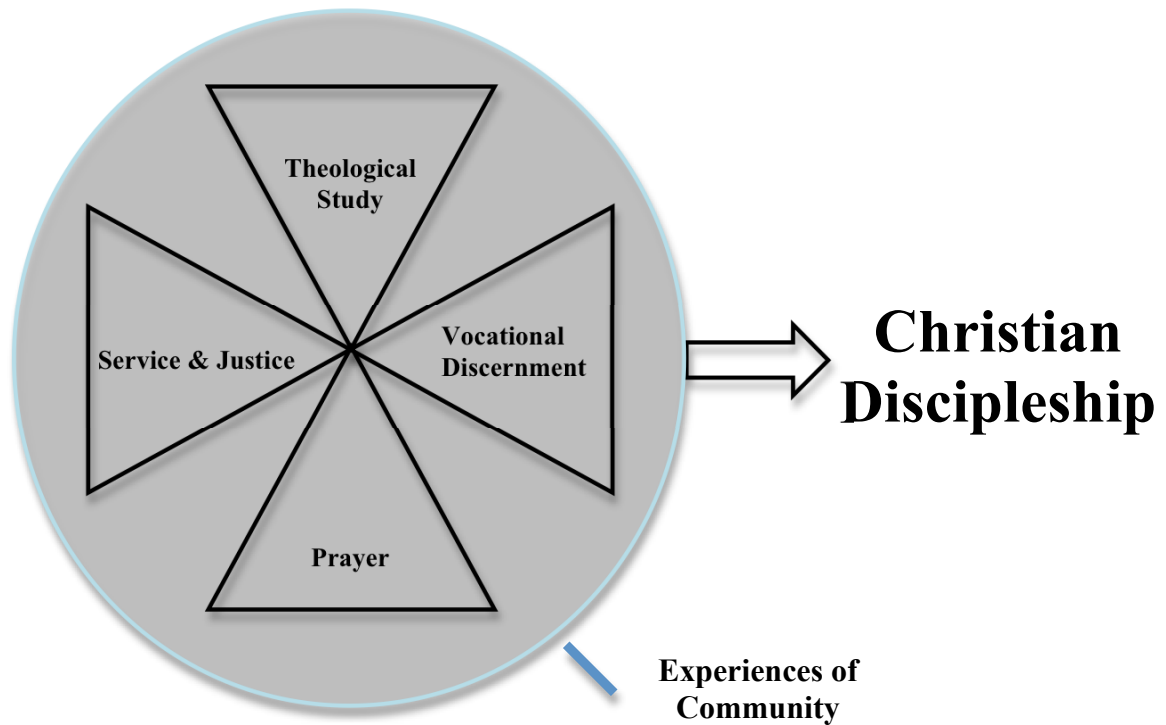 Theological
Study
Service & Justice
Vocational
Discernment
Prayer
Christian
Discipleship
Experiences of
Community